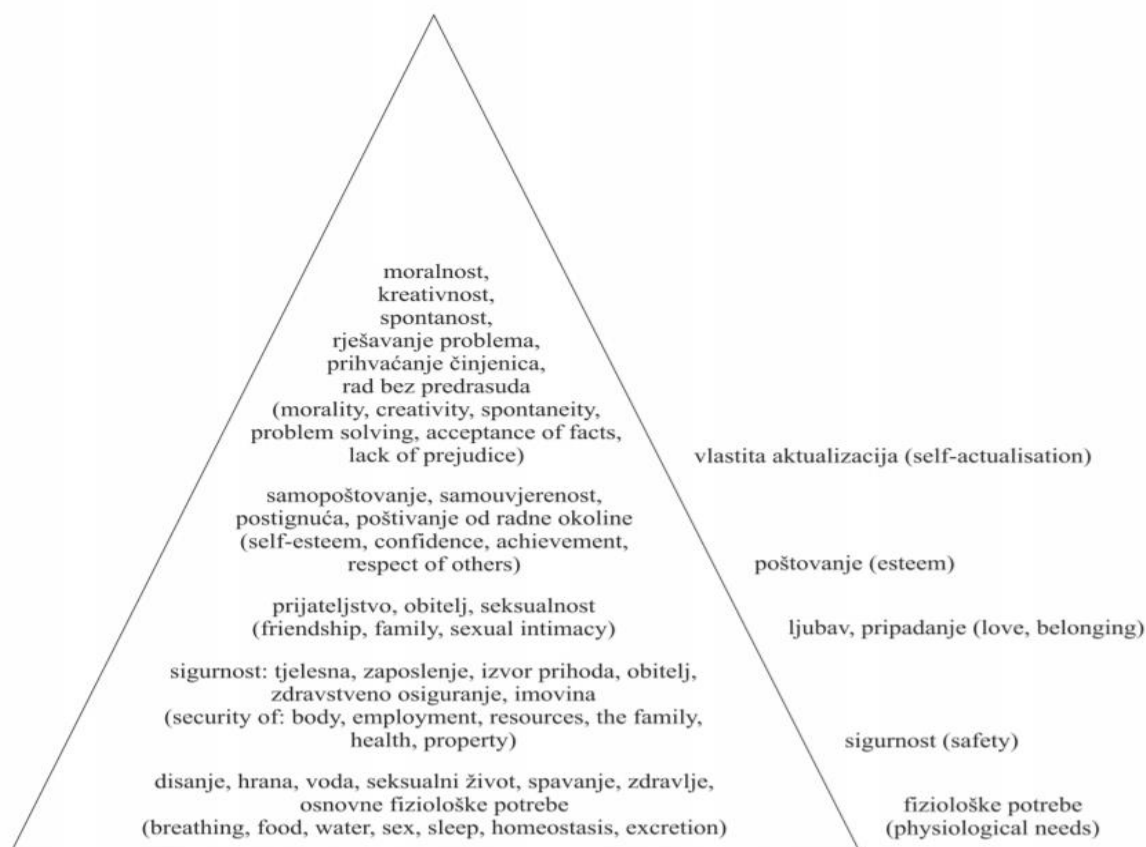 moralnost,
kreativnost,
spontanost,
rješavanje problema,
prihvaćanje činjenica,
rad bez predrasuda
(morality, creativity, spontaneity,
problem solving, acceptance of facts,
lack of prejudice)
vlastita aktualizacija (self-actualisation)
samopoštovanje, samouvjerenost,
postignuća, poštivanje od radne okoline
(self-esteem, confidence, achievement,
respect of others)
poštovanje (esteem)
prijateljstvo, obitelj, seksualnost
(friendship, family, sexual intimacy)
ljubav, pripadanje (love, belonging)
sigurnost: tjelesna, zaposlenje, izvor prihoda, obitelj,
zdravstveno osiguranje, imovina
(security of: body, employment, resources, the family,
health, property)
sigurnost (safety)
disanje, hrana, voda, seksualni život, spavanje, zdravlje,
osnovne fiziološke potrebe
(breathing, food, water, sex, sleep, homeostasis, excretion)
fiziološke potrebe
(physiological needs)